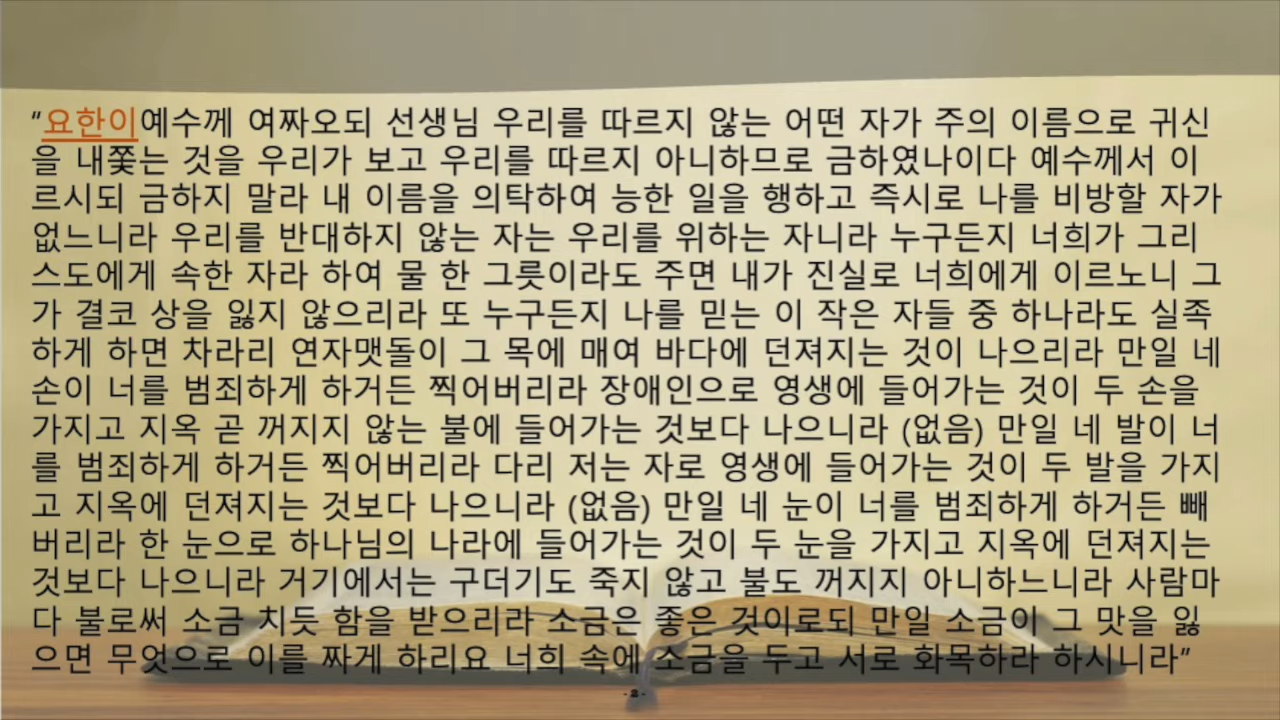 “요한이예수께 여짜오되 선생님 우리를 따르지 않는 어떤 자가 주의 이름으로 귀신
을 내쫓는 것을 우리가 보고 우리를 따르지 아니하므로 금하였나이다 예수께서 이
르시되 금하지 말라 내 이름을 의탁하여 능한 일을 행하고 즉시로 나를 비방할 자가
없느니라 우리를 반대하지 않는 자는 우리를 위하는 자니라 누구든지 너희가 그리
스도에게 속한 자라 하여 물 한 그릇이라도 주면 내가 진실로 너희에게 이르노니 그
가 결코 상을 잃지 않으리라 또 누구든지 나를 믿는 이 작은 자들 중 하나라도 실족
하게 하면 차라리 연자맷돌이 그 목에 매여 바다에 던져지는 것이 나으리라 만일 네
손이 너를 범죄하게 하거든 찍어버리라 장애인으로 영생에 들어가는 것이 두 손을
가지고 지옥 곧 꺼지지 않는 불에 들어가는 것보다 나으니라 (없음) 만일 네 발이 너
를 범죄하게 하거든 찍어버리라 다리 저는 자로 영생에 들어가는 것이 두 발을 가지
고 지옥에 던져지는 것보다 나으니라 (없음) 만일 네 눈이 너를 범죄하게 하거든 빼
버리라 한 눈으로 하나님의 나라에 들어가는 것이 두 눈을 가지고 지옥에 던져지는
것보다 나으니라 거기에서는 구더기도 죽지 않고 불도 꺼지지 아니하느니라 사람마
다 불로써 소금 치듯 함을 받으리라 소금은 좋은 것이로되 만일 소금이 그 맛을 잃
으면 무엇으로 이를 짜게 하리요 너희 속에 소금을 두고 서로 화목하라 하시니라”
- 2 -